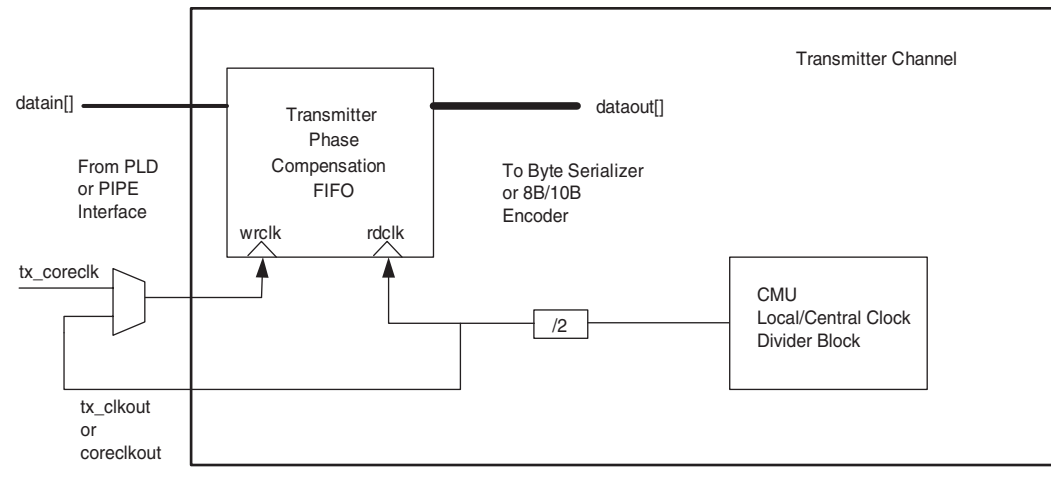 Transmitter Channel
datain[]
Transmitter
Phase
Compensation
FIFO
dataout[]
From PLD
or PIPE
Interface
To Byte Serializer
or 8B/10B
Encoder
wrclk
rdclk
tx_coreclk
/2
CMU
Local/Central Clock
Divider Block
tx_clkout
or
coreclkout